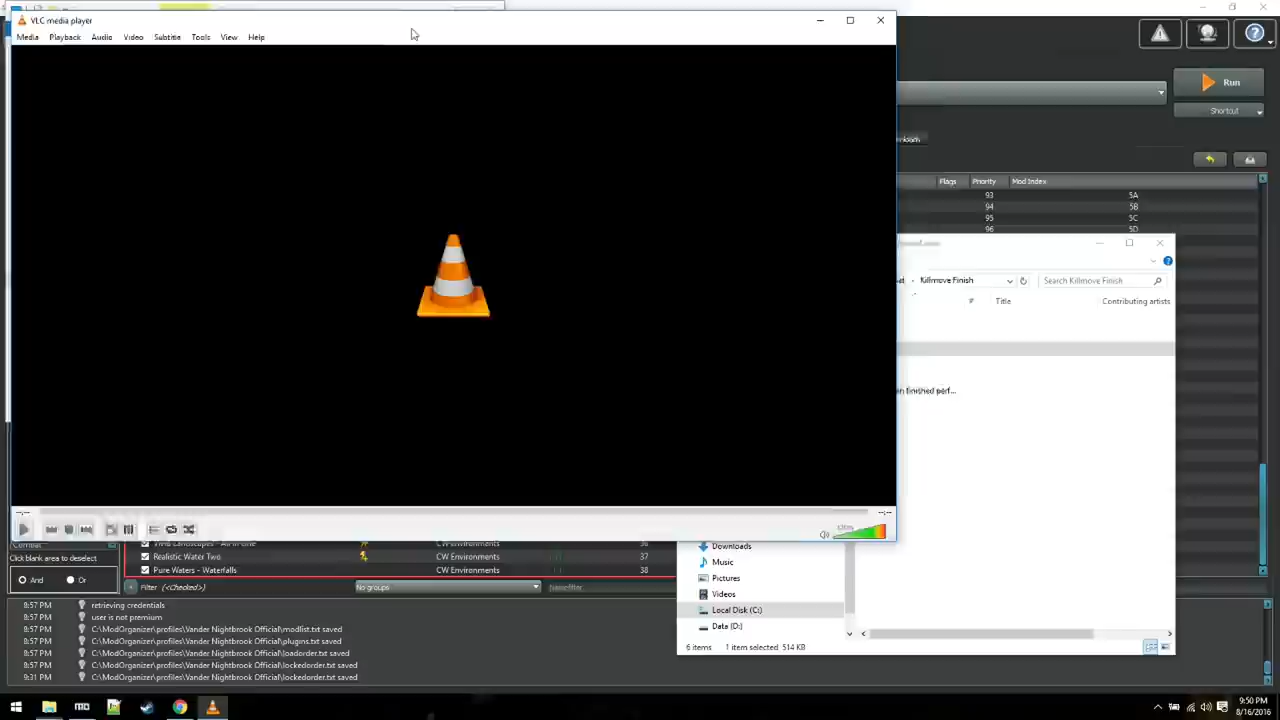 VLC media player
Media Playback Audio Video Subtitle Tools View Help
Run
Shortcut
Flags Priority Mod Index
93 5A
94 5B
95 5C
96 5D
Killmove Finish Search Killmove Finish
# Title Contributing artists
finished perf...
--:-- --:--
Click blank area to deselect
And Or
Realistic Water Two CW Environments 37
Pure Waters - Waterfalls CW Environments 38
Filter (<Checked>) No groups Namefilter
8:57 PM retrieving credentials
8:57 PM user is not premium
8:57 PM C:\ModOrganizer\profiles\Vander Nightbrook Official\modlist.txt saved
8:57 PM C:\ModOrganizer\profiles\Vander Nightbrook Official\plugins.txt saved
8:57 PM C:\ModOrganizer\profiles\Vander Nightbrook Official\loadorder.txt saved
8:57 PM C:\ModOrganizer\profiles\Vander Nightbrook Official\lockedorder.txt saved
9:31 PM C:\ModOrganizer\profiles\Vander Nightbrook Official\lockedorder.txt saved
Downloads
Music
Pictures
Videos
Local Disk (C:)
Data (D:)
6 items 1 item selected 514 KB
9:50 PM
8/16/2016